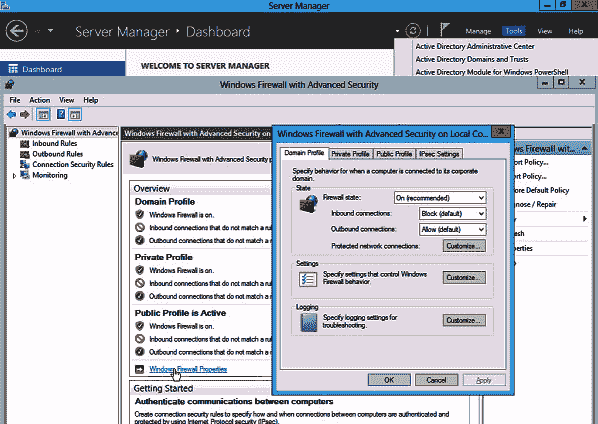 Server Manager
Server Manager • Dashboard
Manage Tools View Help
Active Directory Administrative Center
Active Directory Domains and Trusts
Active Directory Module for Windows PowerShell
Dashboard
WELCOME TO SERVER MANAGER
Windows Firewall with Advanced Security
File Action View Help
Windows Firewall with Advanc
Inbound Rules
Outbound Rules
Connection Security Rules
Monitoring
Windows Firewall with Advanced Security on
Windows Firewall with Advanced Security p
Overview
Domain Profile
Windows Firewall is on.
Inbound connections that do not match a ru
Outbound connections that do not match a
Private Profile
Windows Firewall is on.
Inbound connections that do not match a ru
Outbound connections that do not match a
Public Profile is Active
Windows Firewall is on.
Inbound connections that do not match a ru
Outbound connections that do not match a
Windows Firewall Properties
Getting Started
Authenticate communications between computers
Create connection security rules to specify how and when connections between computers are authenticated and
protected by using Internet Protocol security (IPsec).
Windows Firewall with Advanced Security on Local Co...
Domain Profile Private Profile Public Profile IPsec Settings
Specify behavior for when a computer is connected to its corporate
domain.
State
Firewall state: On (recommended)
Inbound connections: Block (default)
Outbound connections: Allow (default)
Protected network connections: Customize...
Settings
Specify settings that control Windows
Firewall behavior.
Customize...
Logging
Specify logging settings for
troubleshooting.
Customize...
OK Cancel Apply
ws Firewall wit...
ort Policy...
ort Policy...
ore Default Policy
gnose / Repair
esh
perties